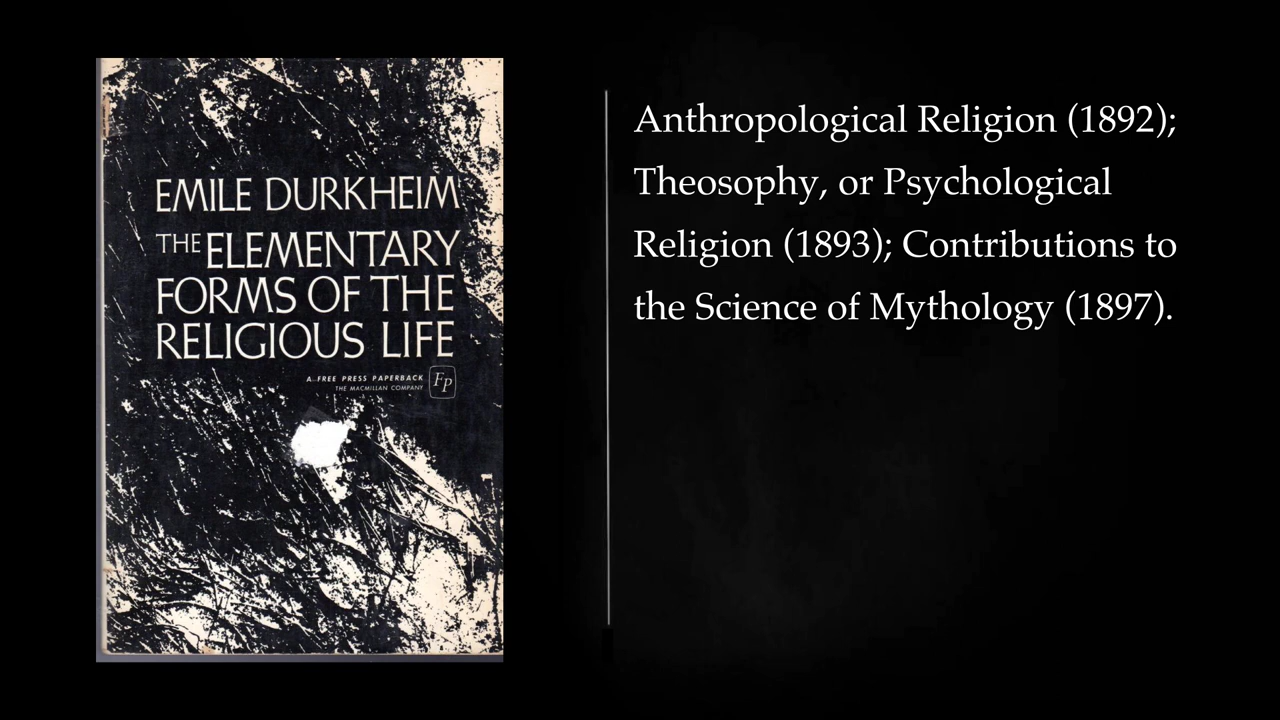 EMILE DURKHEIM
THE ELEMENTARY
FORMS OF THE
RELIGIOUS LIFE
A FREE PRESS PAPERBACK
THE MACMILLAN COMPANY
Fp
Anthropological Religion (1892);
Theosophy, or Psychological
Religion (1893); Contributions to
the Science of Mythology (1897).